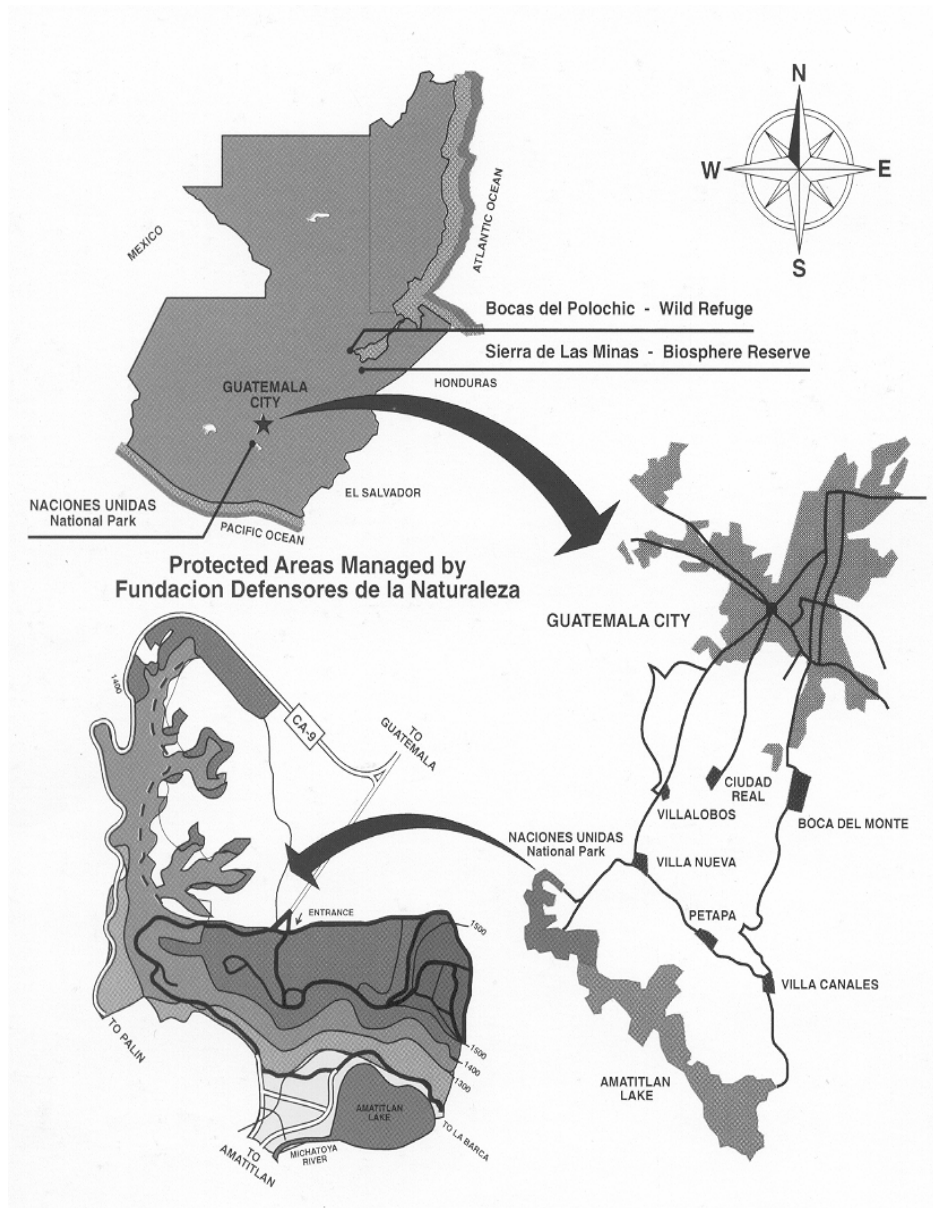 N
W
E
S
MEXICO
ATLANTIC OCEAN
Bocas del Polochic - Wild Refuge
Sierra de Las Minas - Biosphere Reserve
HONDURAS
GUATEMALA
CITY
EL SALVADOR
NACIONES UNIDAS
National Park
PACIFIC OCEAN
Protected Areas Managed by
Fundacion Defensores de la Naturaleza
GUATEMALA CITY
1400
CA-9
TO
GUATEMALA
CIUDAD
REAL
VILLALOBOS
BOCA DEL MONTE
NACIONES UNIDAS
National Park
VILLA NUEVA
ENTRANCE
PETAPA
1500
VILLA CANALES
TO PALIN
1500
1400
1300
AMATITLAN
LAKE
AMATITLAN
LAKE
TO LA BARCA
MICHATOYA
RIVER
TO
AMATITLAN